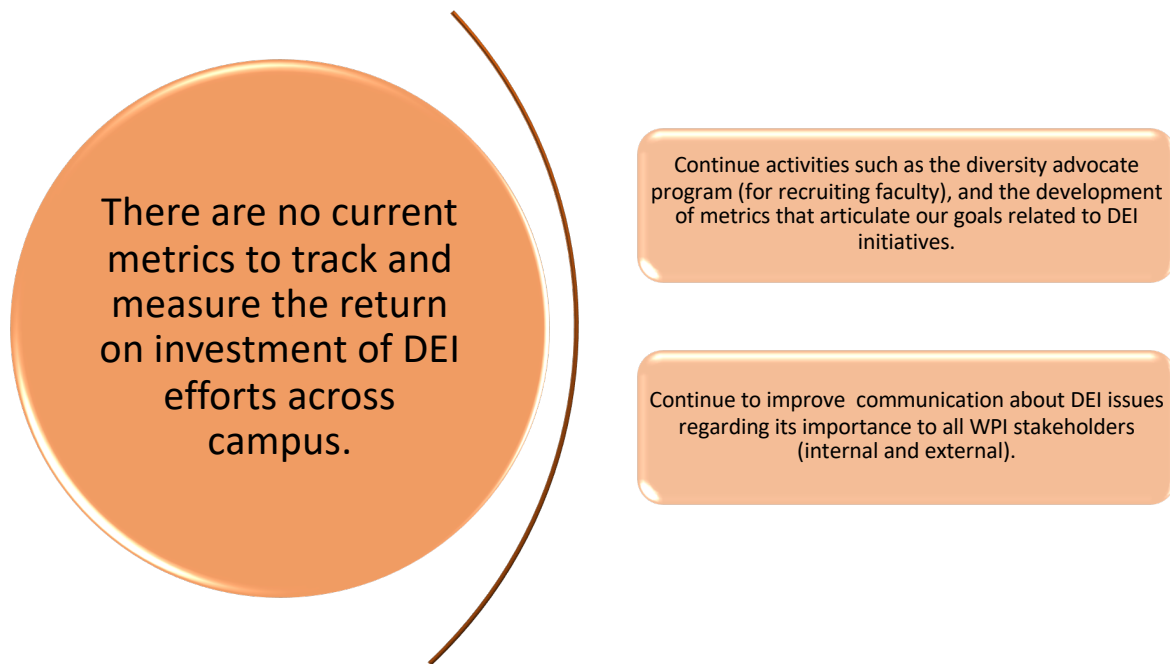 There are no current
metrics to track and
measure the return
on investment of DEI
efforts across
campus.
Continue activities such as the diversity advocate
program (for recruiting faculty), and the development
of metrics that articulate our goals related to DEI
initiatives.
Continue to improve  communication about DEI issues
regarding its importance to all WPI stakeholders
(internal and external).